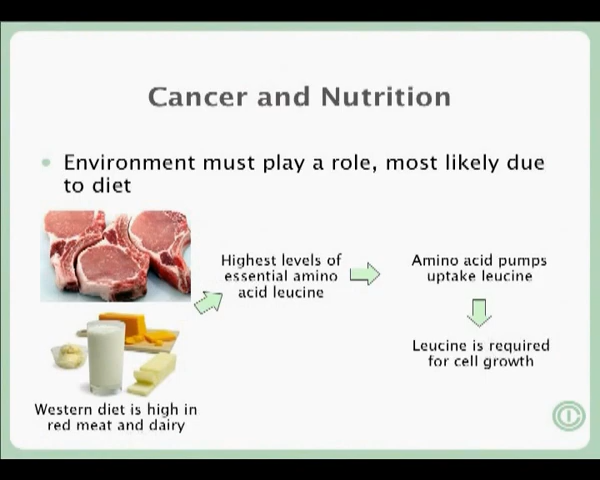 Cancer and Nutrition
Environment must play a role, most likely due
to diet
Highest levels of
essential amino
acid leucine
Amino acid pumps
uptake leucine
Leucine is required
for cell growth
Western diet is high in
red meat and dairy